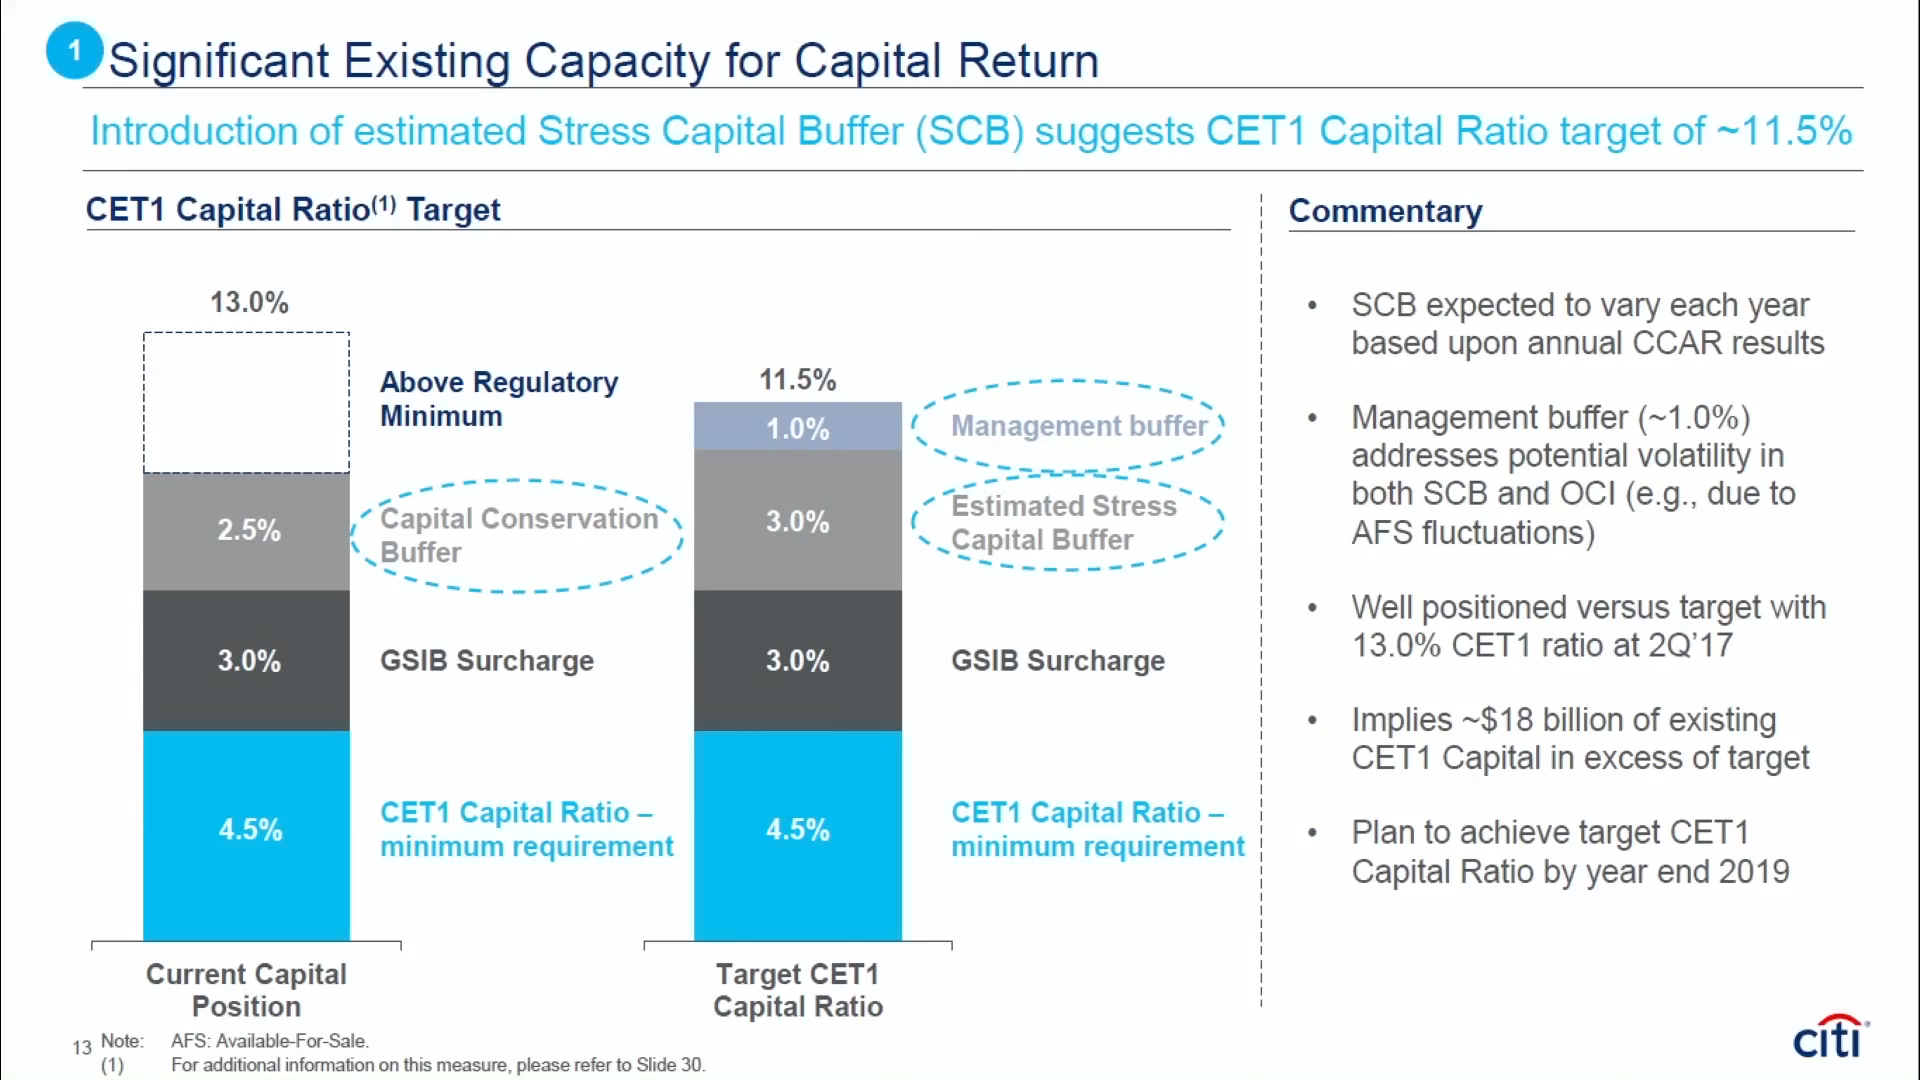 1
Significant Existing Capacity for Capital Return
Introduction of estimated Stress Capital Buffer (SCB) suggests CET1 Capital Ratio target of ~11.5%
CET1 Capital Ratio(1) Target
13.0%
Above Regulatory
Minimum
2.5%
Capital Conservation
Buffer
3.0%
GSIB Surcharge
4.5%
CET1 Capital Ratio –
minimum requirement
Current Capital
Position
11.5%
1.0%
Management buffer
3.0%
Estimated Stress
Capital Buffer
3.0%
GSIB Surcharge
4.5%
CET1 Capital Ratio –
minimum requirement
Target CET1
Capital Ratio
Commentary
• SCB expected to vary each year
based upon annual CCAR results
• Management buffer (~1.0%)
addresses potential volatility in
both SCB and OCI (e.g., due to
AFS fluctuations)
• Well positioned versus target with
13.0% CET1 ratio at 2Q’17
• Implies ~$18 billion of existing
CET1 Capital in excess of target
• Plan to achieve target CET1
Capital Ratio by year end 2019
13
Note: AFS: Available-For-Sale.
(1) For additional information on this measure, please refer to Slide 30.
citi®